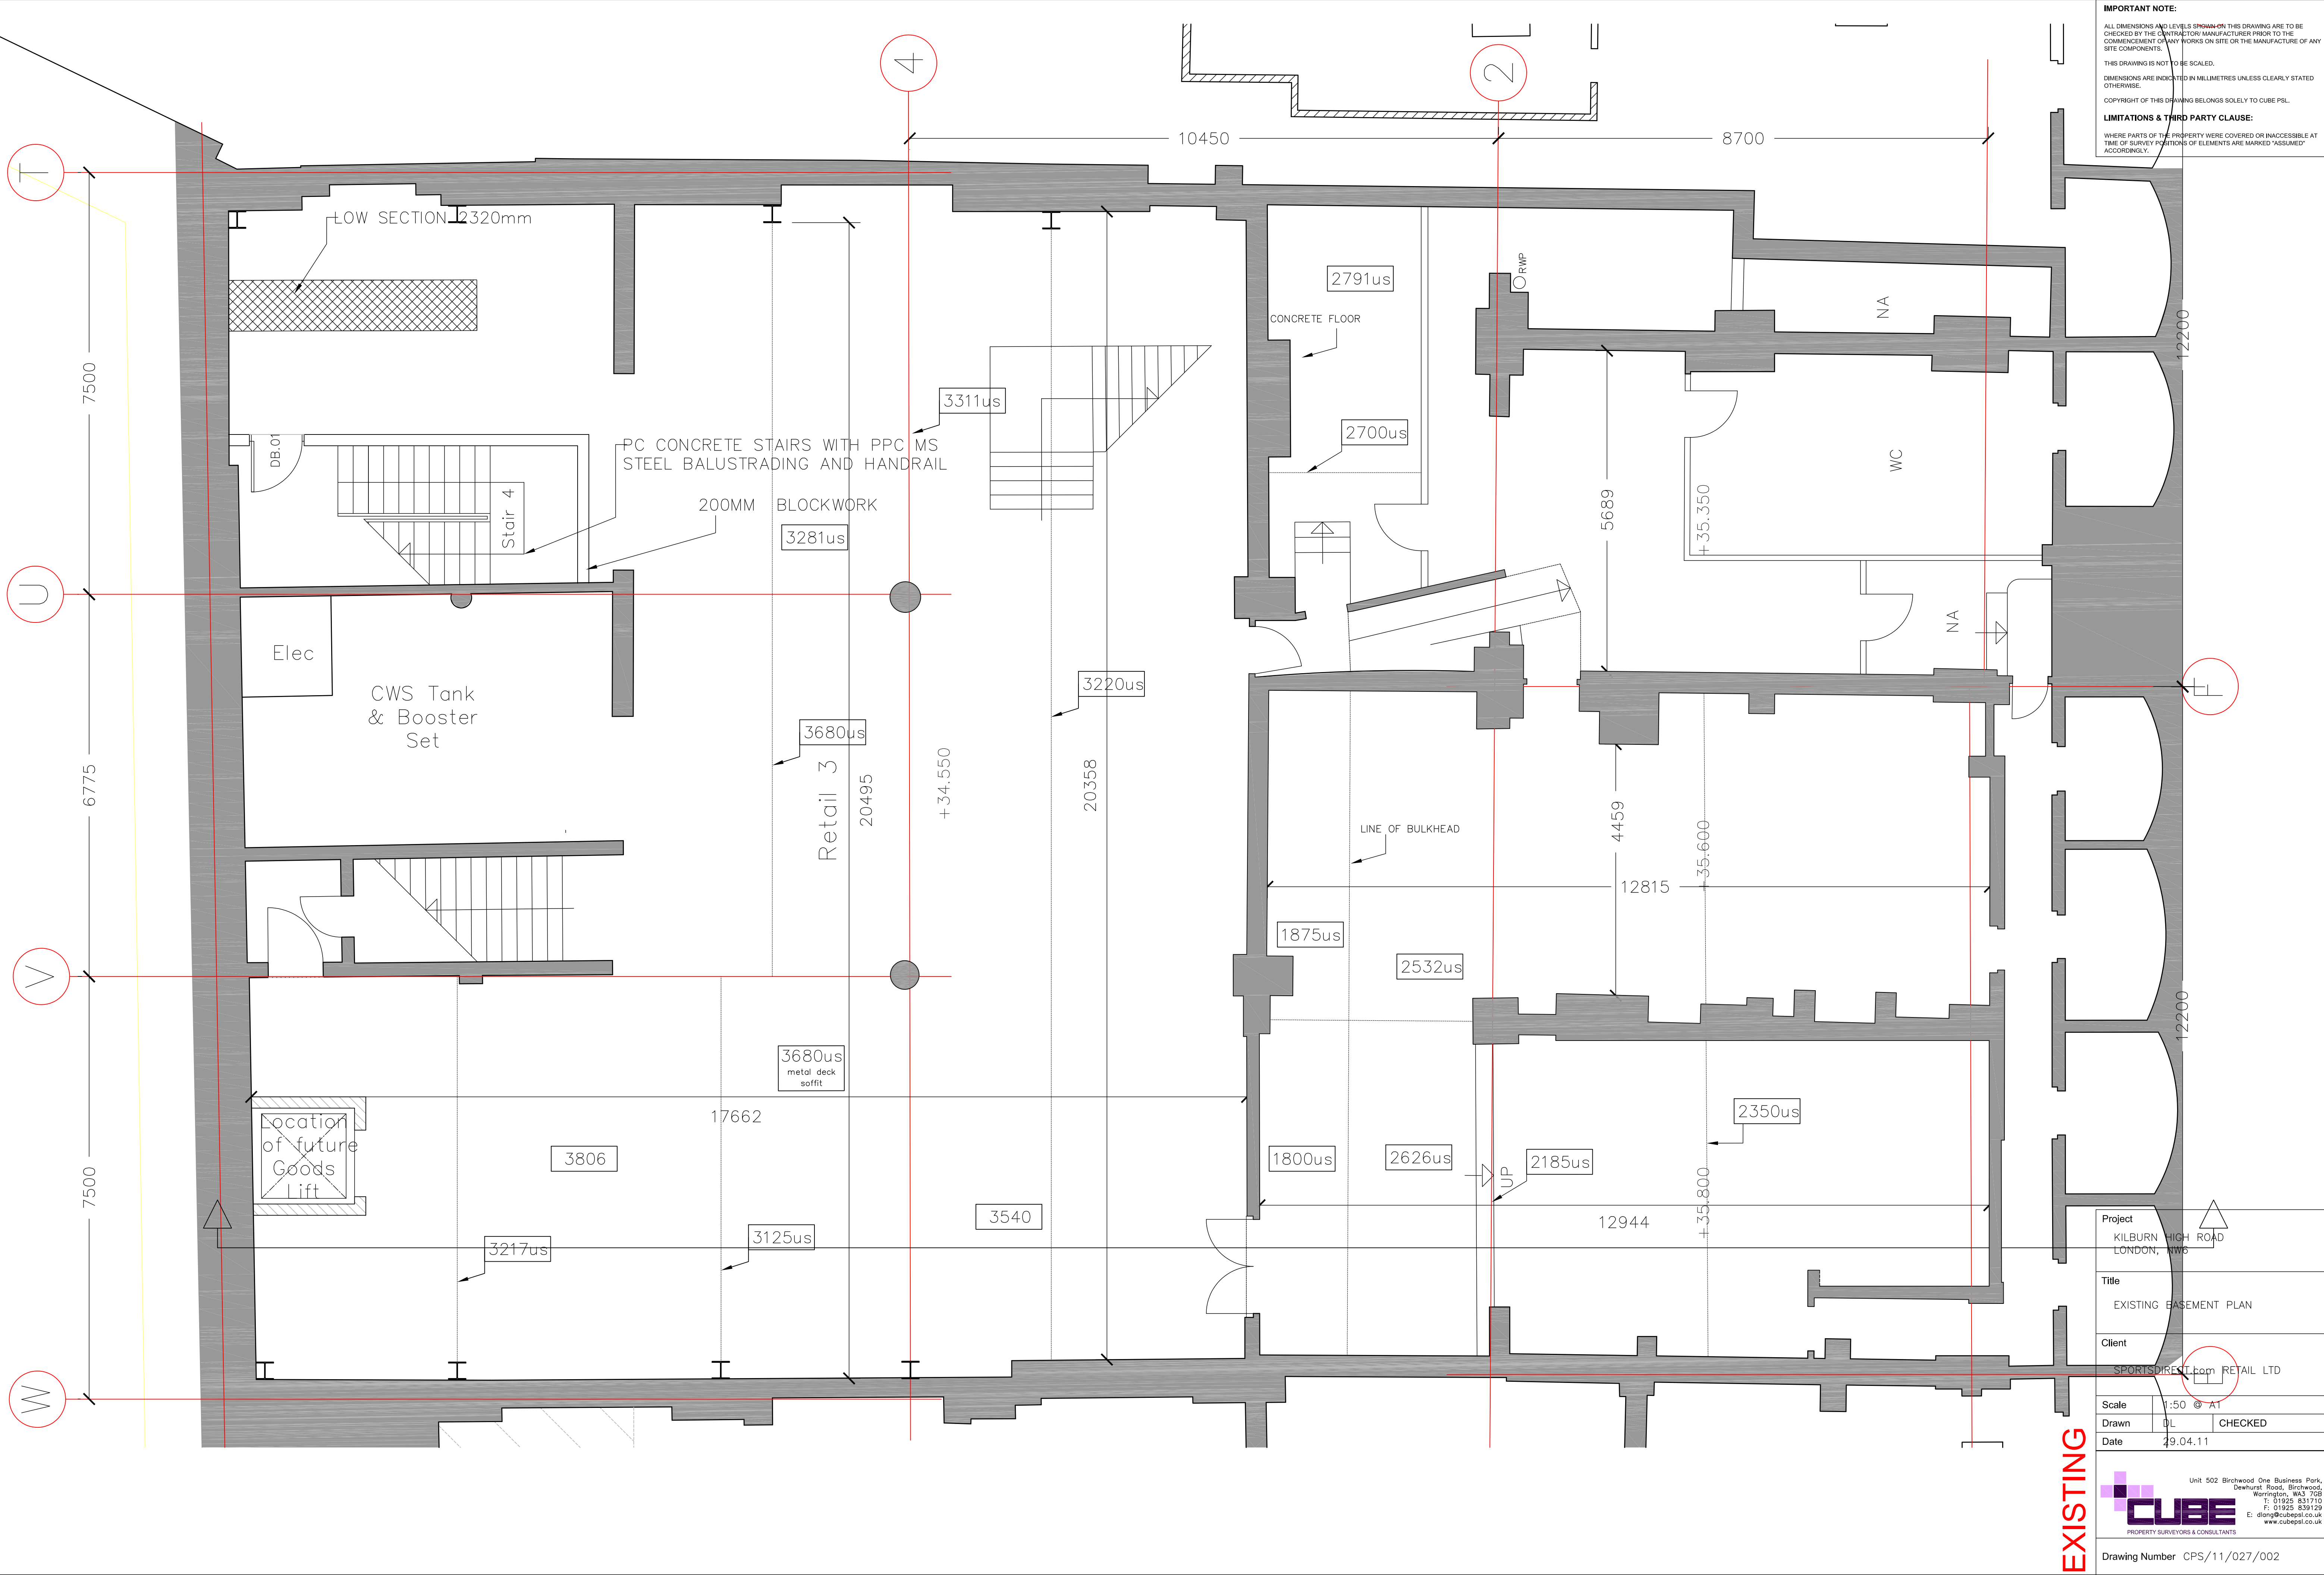 IMPORTANT NOTE:
ALL DIMENSIONS AND LEVELS SHOWN ON THIS DRAWING ARE TO BE
CHECKED BY THE CONTRACTOR/ MANUFACTURER PRIOR TO THE
COMMENCEMENT OF ANY WORKS ON SITE OR THE MANUFACTURE OF ANY
SITE COMPONENTS.
THIS DRAWING IS NOT TO BE SCALED.
DIMENSIONS ARE INDICATED IN MILLIMETRES UNLESS CLEARLY STATED
OTHERWISE.
COPYRIGHT OF THIS DRAWING BELONGS SOLELY TO CUBE PSL.
LIMITATIONS & THIRD PARTY CLAUSE:
WHERE PARTS OF THE PROPERTY WERE COVERED OR INACCESSIBLE AT
TIME OF SURVEY POSITIONS OF ELEMENTS ARE MARKED "ASSUMED"
ACCORDINGLY.
4
2
10450
8700
T
LOW SECTION 2320mm
2791us
RWP
CONCRETE FLOOR
NA
12200
7500
3311us
2700us
DB.01
PC CONCRETE STAIRS WITH PPC MS
STEEL BALUSTRADING AND HANDRAIL
200MM BLOCKWORK
Stair 4
3281us
5689
+35.350
WC
U
Elec
NA
CWS Tank
& Booster
Set
3220us
F
3680us
6775
Retail 3
20495
+34.550
20358
LINE OF BULKHEAD
4459
+35.600
12815
1875us
2532us
V
12200
3680us
metal deck
soffit
17662
Location
of future
Goods
Lift
3806
1800us
2626us
UP
2185us
2350us
+35.800
7500
3540
12944
3217us
3125us
W
Project
KILBURN HIGH ROAD
LONDON, NW6
Title
EXISTING BASEMENT PLAN
Client
SPORTSDIRECT.com RETAIL LTD
Scale 1:50 @ A1
Drawn DL CHECKED
Date 29.04.11
EXISTING
CUBE
PROPERTY SURVEYORS & CONSULTANTS
Unit 502 Birchwood One Business Park,
Dewhurst Road, Birchwood,
Warrington, WA3 7GB
T: 01925 831710
F: 01925 839129
E: dlang@cubepsl.co.uk
www.cubepsl.co.uk
Drawing Number CPS/11/027/002